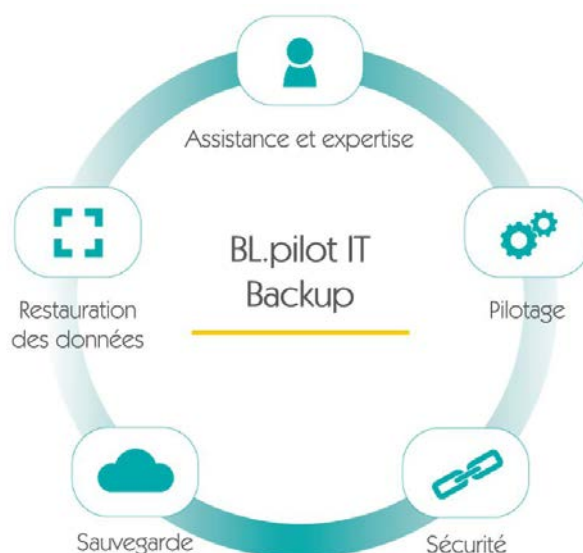 Assistance et expertise
BL.pilot IT
Backup
Restauration
des données
Pilotage
Sauvegarde
Sécurité